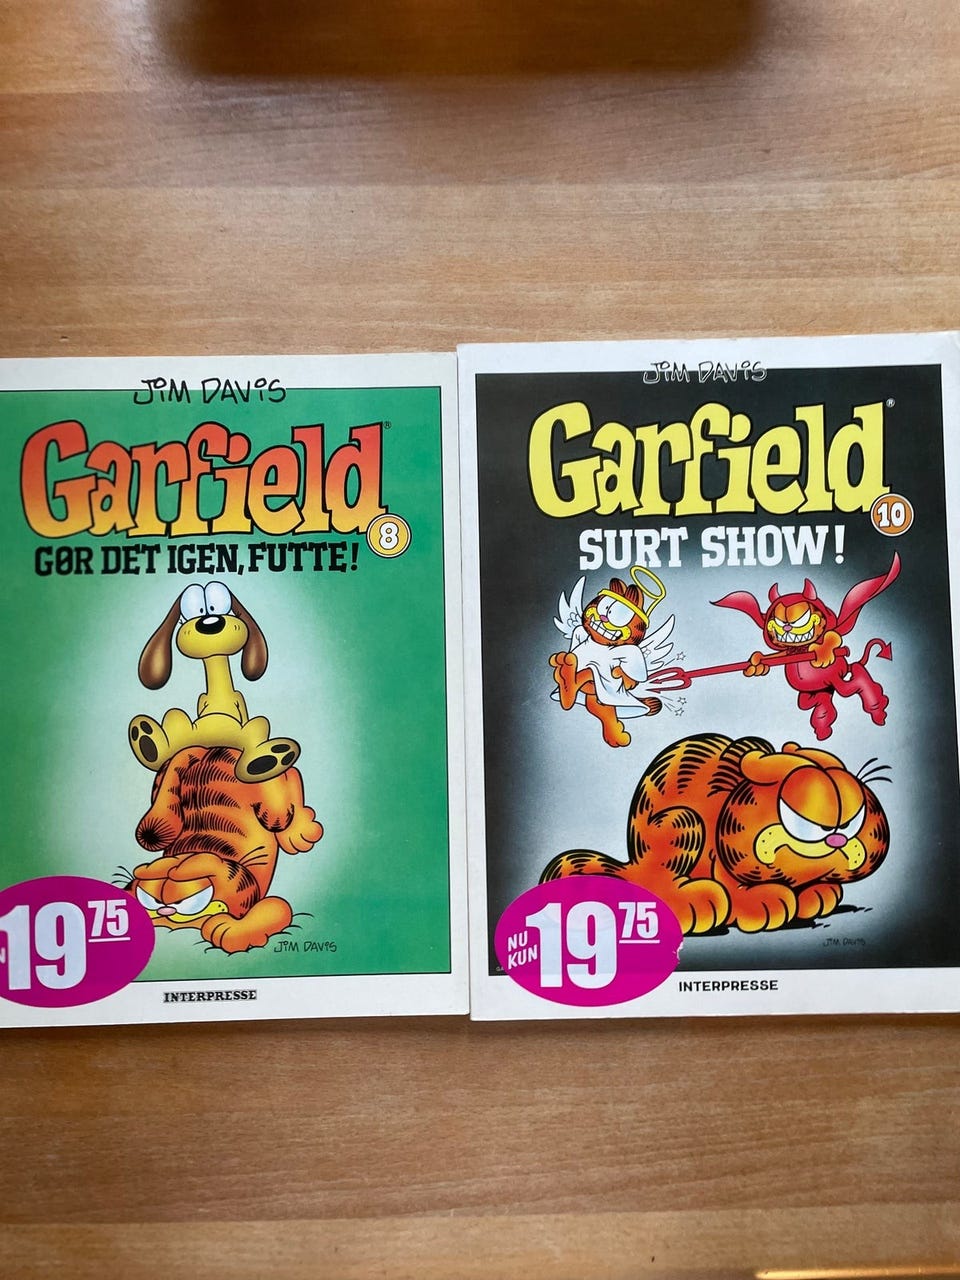 JIM DAVIS
Garfield®
8
GØR DET IGEN, FUTTE!
19 75
JIM DAVIS
INTERPRESSE
JIM DAVIS
Garfield®
10
SURT SHOW!
NU
KUN
19 75
JIM DAVIS
INTERPRESSE